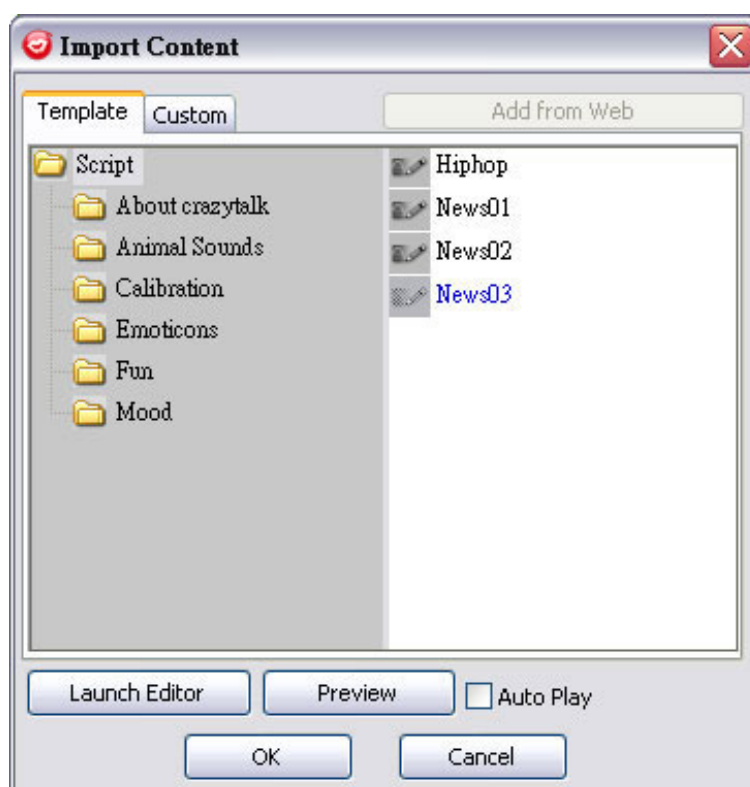 Import Content
Template
Custom
Add from Web
Script
About crazytalk
Animal Sounds
Calibration
Emoticons
Fun
Mood
Hiphop
News01
News02
News03
Launch Editor
Preview
Auto Play
OK
Cancel